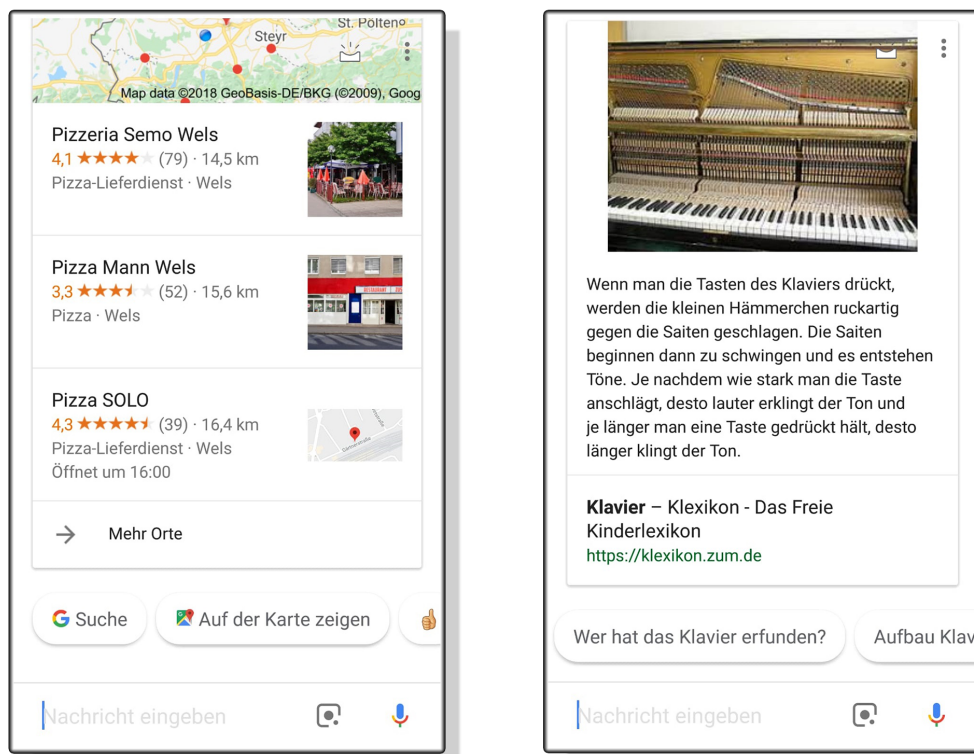 St. Pölten
Steyr
Map data ©2018 GeoBasis-DE/BKG (©2009), Goog
Pizzeria Semo Wels
4,1 ★★★★★ (79) · 14,5 km
Pizza-Lieferdienst · Wels
Pizza Mann Wels
3,3 ★★★★★ (52) · 15,6 km
Pizza · Wels
Pizza SOLO
4,3 ★★★★★ (39) · 16,4 km
Pizza-Lieferdienst · Wels
Öffnet um 16:00
Mehr Orte
G Suche
Auf der Karte zeigen
Nachricht eingeben
Wenn man die Tasten des Klaviers drückt,
werden die kleinen Hämmerchen ruckartig
gegen die Saiten geschlagen. Die Saiten
beginnen dann zu schwingen und es entstehen
Töne. Je nachdem wie stark man die Taste
anschlägt, desto lauter erklingt der Ton und
je länger man eine Taste gedrückt hält, desto
länger klingt der Ton.
Klavier – Klexikon - Das Freie
Kinderlexikon
https://klexikon.zum.de
Wer hat das Klavier erfunden?
Aufbau Klav
Nachricht eingeben